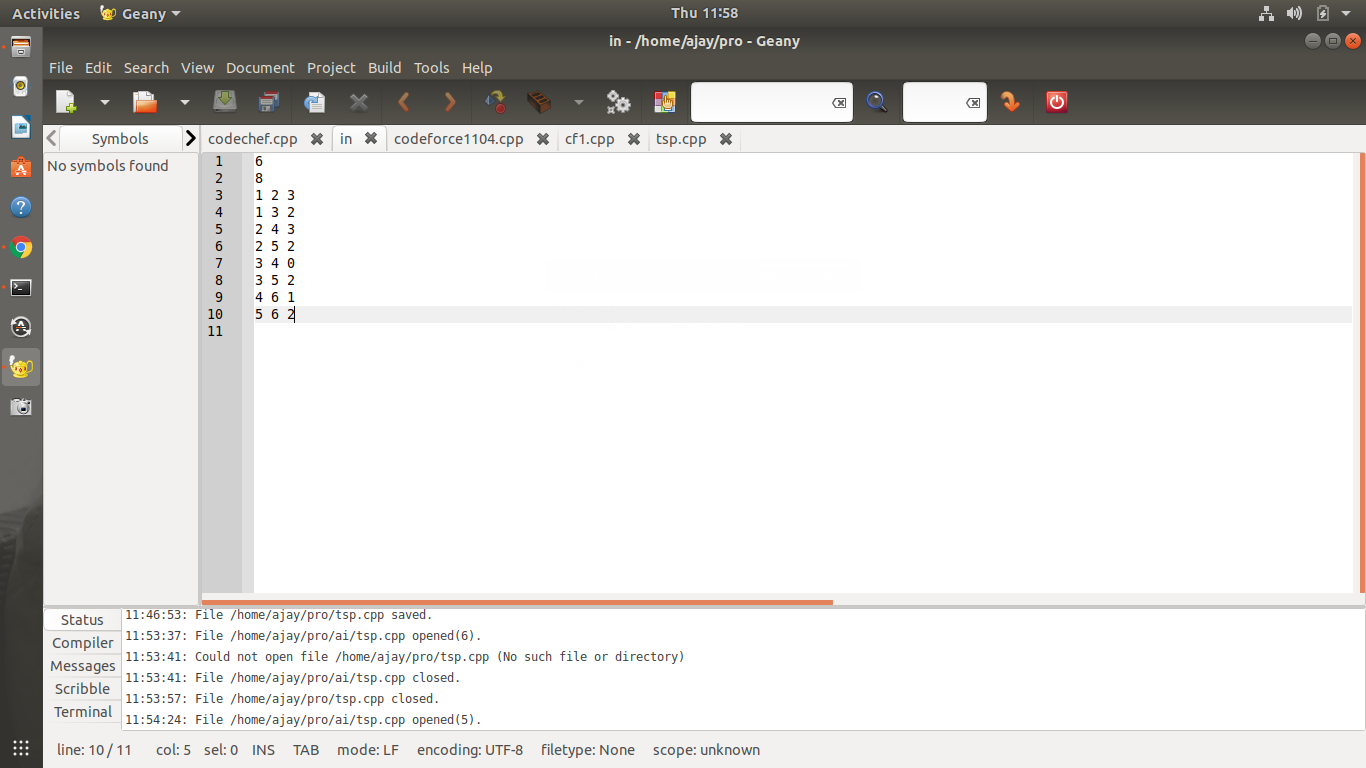 Activities Geany Thu 11:58
in - /home/ajay/pro - Geany
File Edit Search View Document Project Build Tools Help
Symbols codechef.cpp in codeforce1104.cpp cf1.cpp tsp.cpp
No symbols found
1 6
2 8
3 1 2 3
4 1 3 2
5 2 4 3
6 2 5 2
7 3 4 0
8 3 5 2
9 4 6 1
10 5 6 2
11
Status
Compiler
Messages
Scribble
Terminal
11:46:53: File /home/ajay/pro/tsp.cpp saved.
11:53:37: File /home/ajay/pro/ai/tsp.cpp opened(6).
11:53:41: Could not open file /home/ajay/pro/tsp.cpp (No such file or directory)
11:53:41: File /home/ajay/pro/ai/tsp.cpp closed.
11:53:57: File /home/ajay/pro/tsp.cpp closed.
11:54:24: File /home/ajay/pro/ai/tsp.cpp opened(5).
line: 10 / 11 col: 5 sel: 0 INS TAB mode: LF encoding: UTF-8 filetype: None scope: unknown